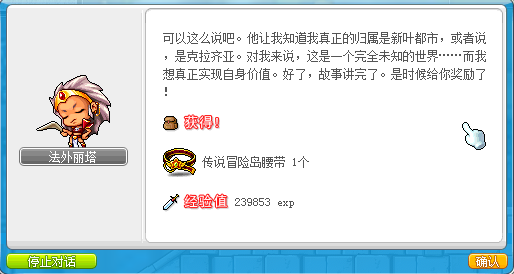 可以这么说吧。他让我知道我真正的归属是新叶都市，或者说
，是克拉齐亚。对我来说，这是一个完全未知的世界……而我
想真正实现自身价值。好了，故事讲完了。是时候给你奖励了
！
获得！
传说冒险岛腰带 1个
经验值 239853 exp
法外丽塔
停止对话
确认